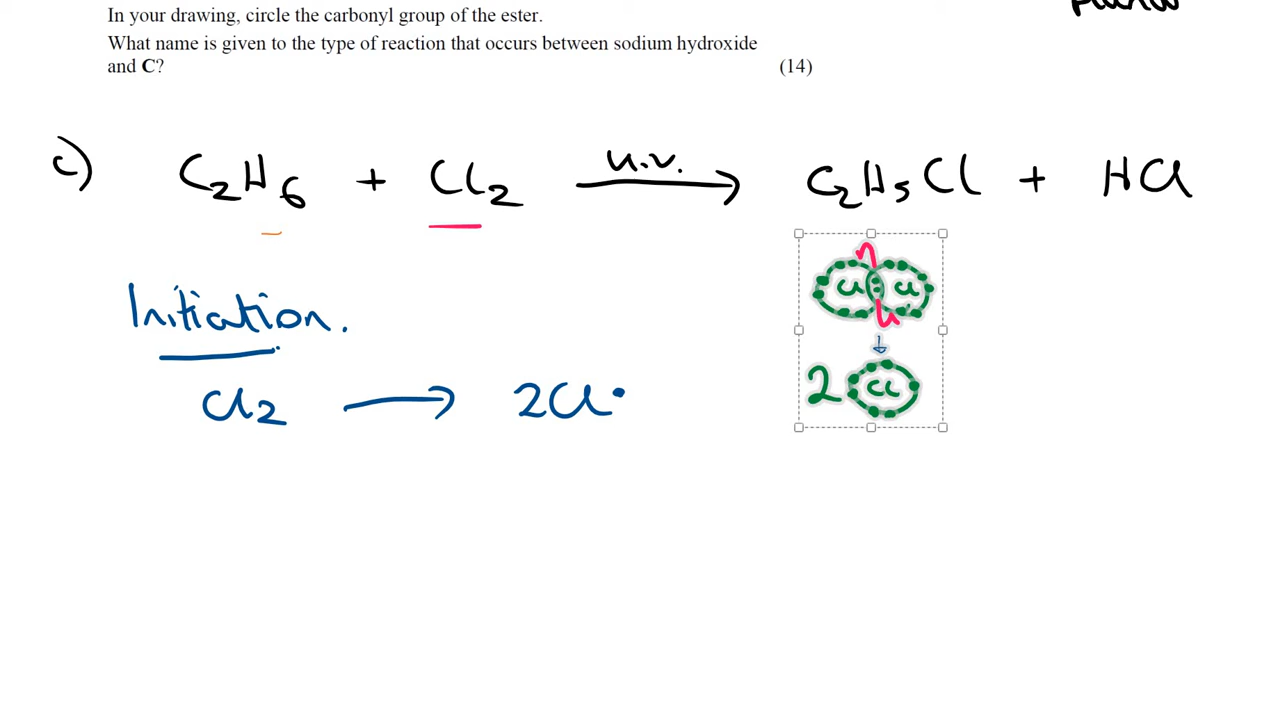 In your drawing, circle the carbonyl group of the ester.
What name is given to the type of reaction that occurs between sodium hydroxide
and C? (14)
c) C₂H₆ + Cl₂ u.v. → C₂H₅Cl + HCl
Cl : Cl
Initiation.
↓
Cl₂ → 2Cl• 2 Cl